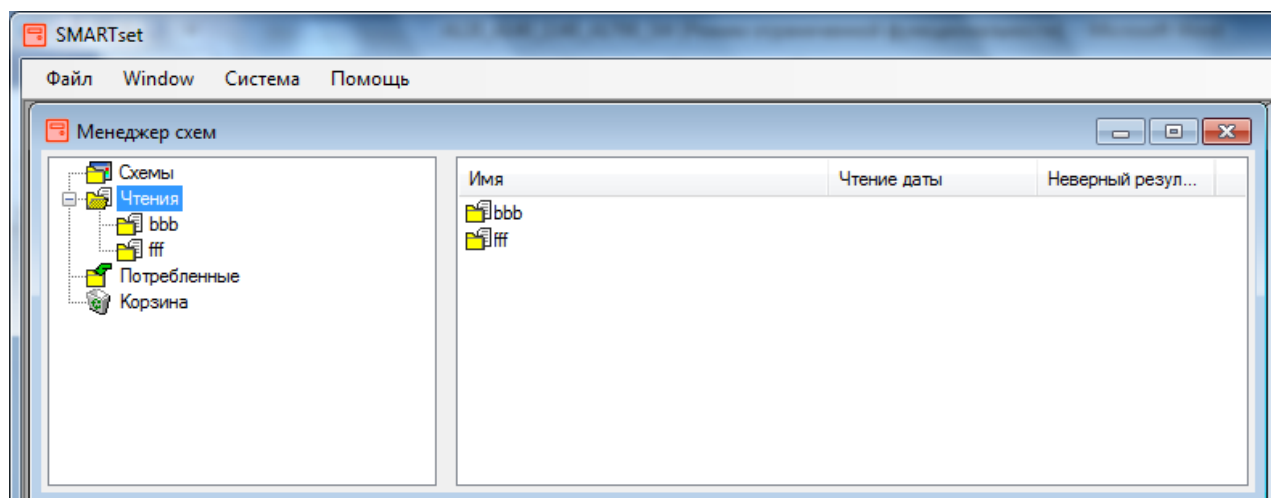 SMARTset
Файл Window Система Помощь
Менеджер схем
Схемы
Чтения
bbb
fff
Потребленные
Корзина
Имя Чтение даты Неверный резул...
bbb
fff